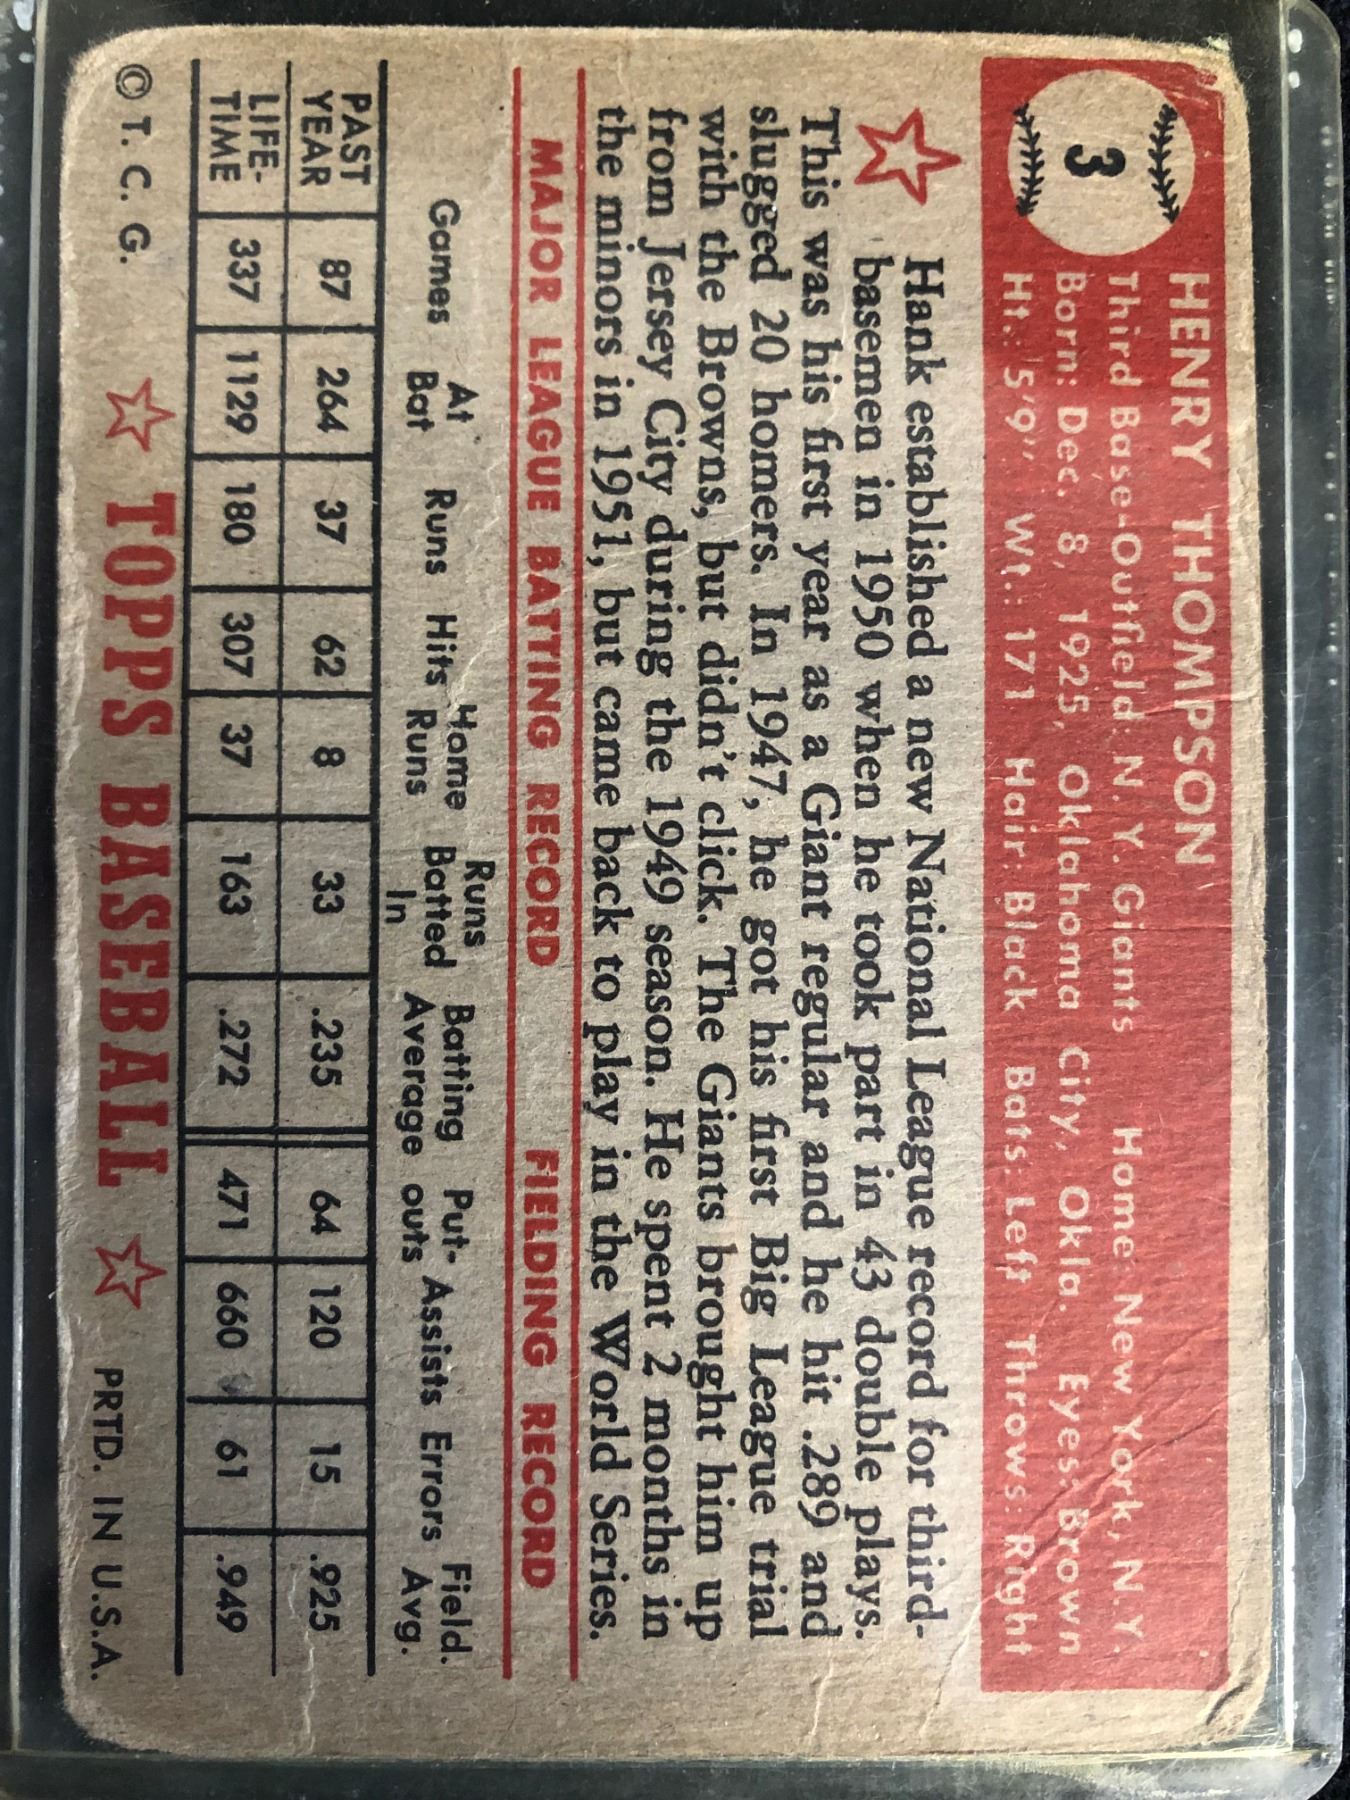 3
HENRY THOMPSON
Third Base-Outfield: N. Y. Giants Home: New York, N. Y.
Born: Dec. 8, 1925, Oklahoma City, Okla. Eyes: Brown
Ht.: 5'9" Wt.: 171 Hair: Black Bats: Left Throws: Right
Hank established a new National League record for third-
basemen in 1950 when he took part in 43 double plays.
This was his first year as a Giant regular and he hit .289 and
slugged 20 homers. In 1947, he got his first Big League trial
with the Browns, but didn't click. The Giants brought him up
from Jersey City during the 1949 season. He spent 2 months in
the minors in 1951, but came back to play in the World Series.
MAJOR LEAGUE BATTING RECORD FIELDING RECORD
Games At Bat Runs Hits Home Runs Runs Batted In Batting Average Put-outs Assists Errors Field. Avg.
PAST YEAR 87 264 37 62 8 33 .235 64 120 15 .925
LIFE-TIME 337 1129 180 307 37 163 .272 471 660 61 .949
© T. C. G. TOPPS BASEBALL PRTD. IN U.S.A.